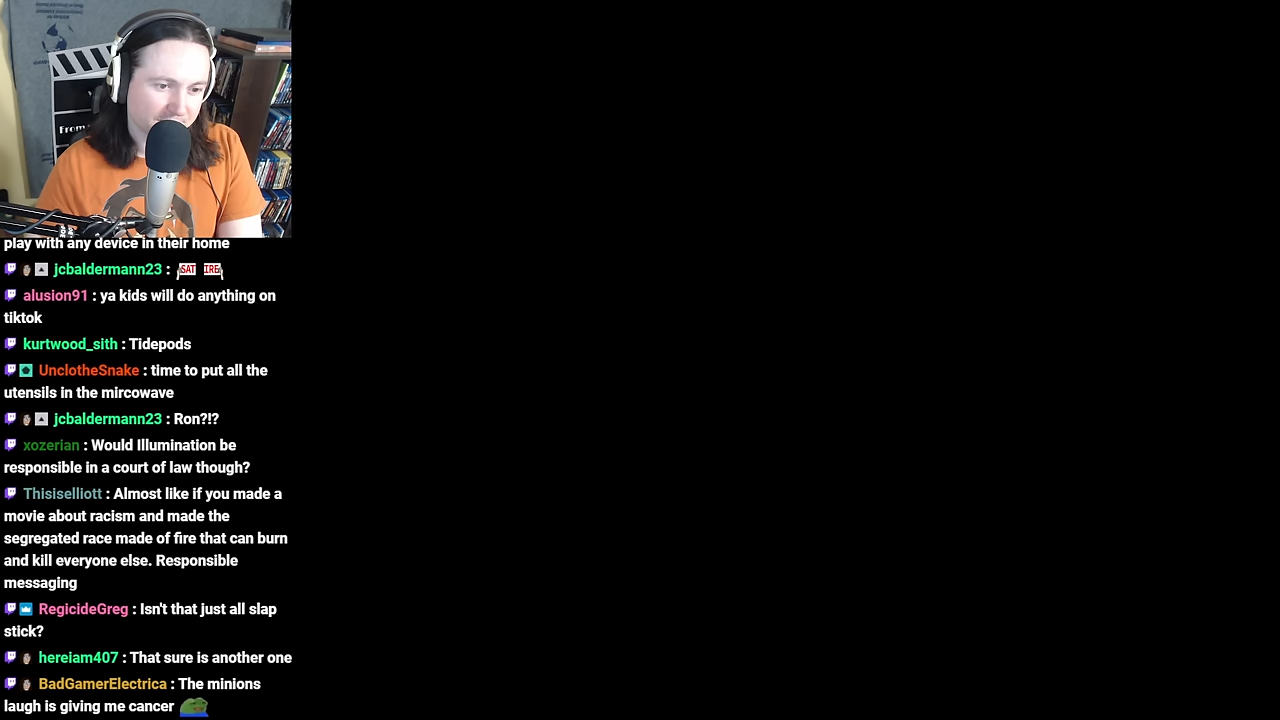 From
play with any device in their home
jcbaldermann23 : SAT IRE
alusion91 : ya kids will do anything on
tiktok
kurtwood_sith : Tidepods
UnclotheSnake : time to put all the
utensils in the mircowave
jcbaldermann23 : Ron?!?
xozerian : Would Illumination be
responsible in a court of law though?
Thisiselliott : Almost like if you made a
movie about racism and made the
segregated race made of fire that can burn
and kill everyone else. Responsible
messaging
RegicideGreg : Isn't that just all slap
stick?
hereiam407 : That sure is another one
BadGamerElectrica : The minions
laugh is giving me cancer